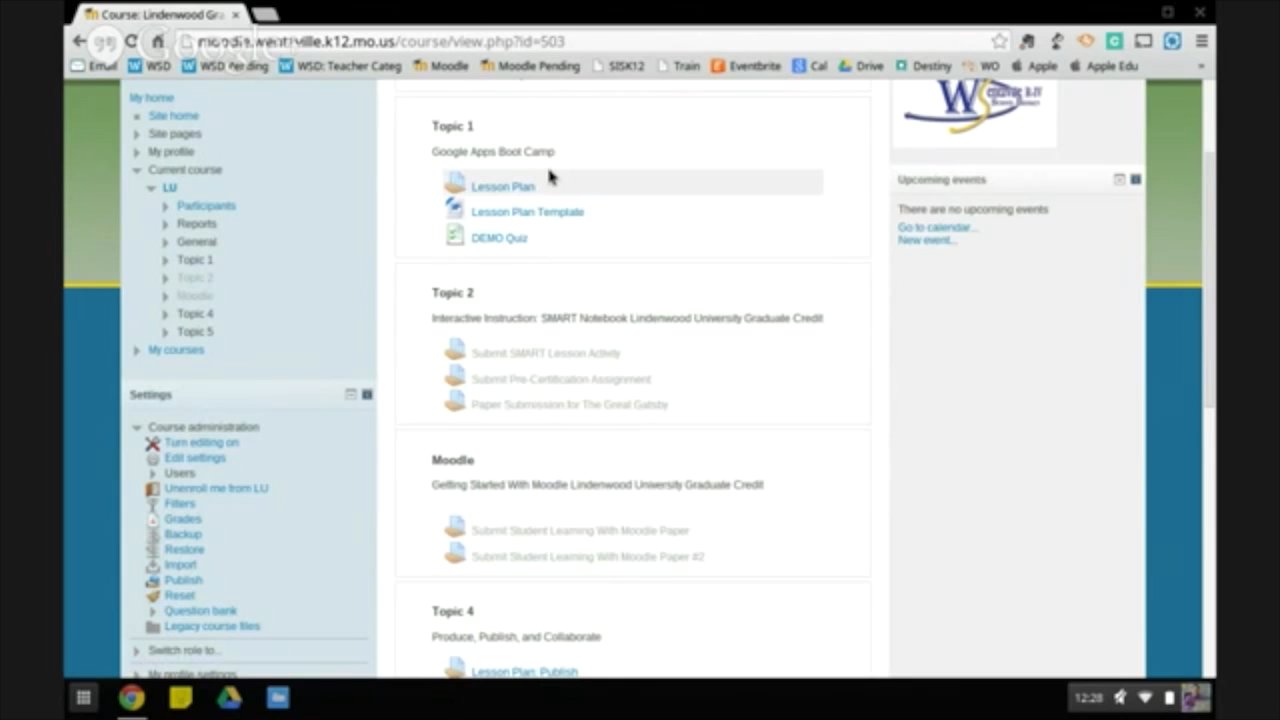 Course: Lindenwood Gra
moodle.wentzville.k12.mo.us/course/view.php?id=503
Email WSD WSD Pending WSD: Teacher Categ Moodle Moodle Pending SISK12 Train Eventbrite Cal Drive Destiny WO Apple Apple Edu
My home
Site home
Site pages
My profile
Current course
LU
Participants
Reports
General
Topic 1
Topic 2
Moodle
Topic 4
Topic 5
My courses
Settings
Course administration
Turn editing on
Edit settings
Users
Unenroll me from LU
Filters
Grades
Backup
Restore
Import
Publish
Reset
Question bank
Legacy course files
Switch role to...
My profile settings
Topic 1
Google Apps Boot Camp
Lesson Plan
Lesson Plan Template
DEMO Quiz
Topic 2
Interactive Instruction: SMART Notebook Lindenwood University Graduate Credit
Submit SMART Lesson Activity
Submit Pre-Certification Assignment
Paper Submission for The Great Gatsby
Moodle
Getting Started With Moodle Lindenwood University Graduate Credit
Submit Student Learning With Moodle Paper
Submit Student Learning With Moodle Paper #2
Topic 4
Produce, Publish, and Collaborate
Lesson Plan: Publish
Upcoming events
There are no upcoming events
Go to calendar...
New event...
12:28